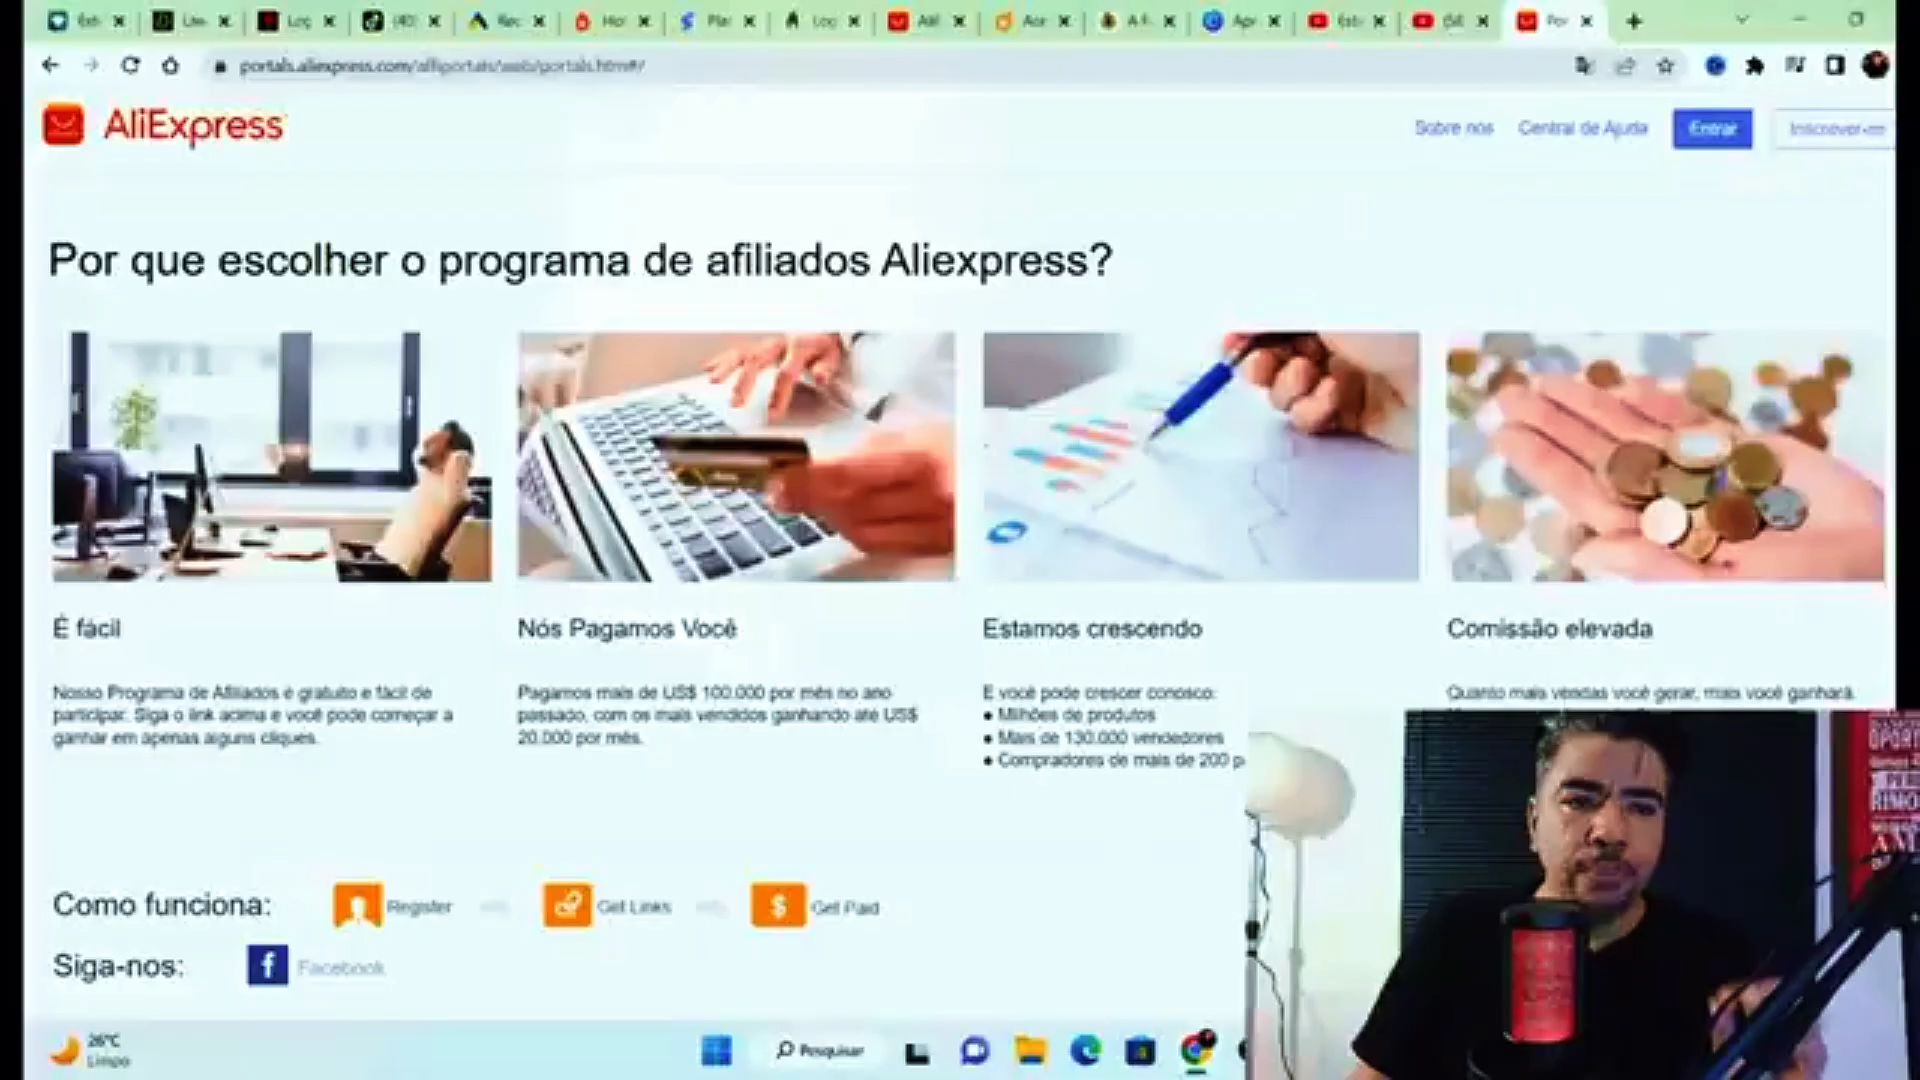 portals.aliexpress.com/affiportals/web/portals.htm#/
AliExpress
Sobre nós
Central de Ajuda
Entrar
Inscrever-se
Por que escolher o programa de afiliados Aliexpress?
É fácil
Nosso Programa de Afiliados é gratuito e fácil de
participar. Siga o link acima e você pode começar a
ganhar em apenas alguns cliques.
Nós Pagamos Você
Pagamos mais de US$ 100.000 por mês no ano
passado, com os mais vendidos ganhando até US$
20.000 por mês.
Estamos crescendo
E você pode crescer conosco:
● Milhões de produtos
● Mais de 130.000 vendedores
● Compradores de mais de 200 p
Comissão elevada
Quanto mais vendas você gerar, mais você ganhará.
Como funciona:
Register
Get Links
Get Paid
Siga-nos:
Facebook
26°C
Limpo
Pesquisar